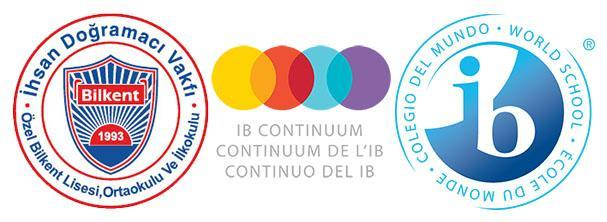 İhsan Doğramacı Vakfı
Bilkent
1993
Özel Bilkent Lisesi,Ortaokulu Ve İlkokulu
IB CONTINUUM
CONTINUUM DE L'IB
CONTINUO DEL IB
COLEGIO DEL MUNDO · WORLD SCHOOL · ÉCOLE DU MONDE ·
ib
®